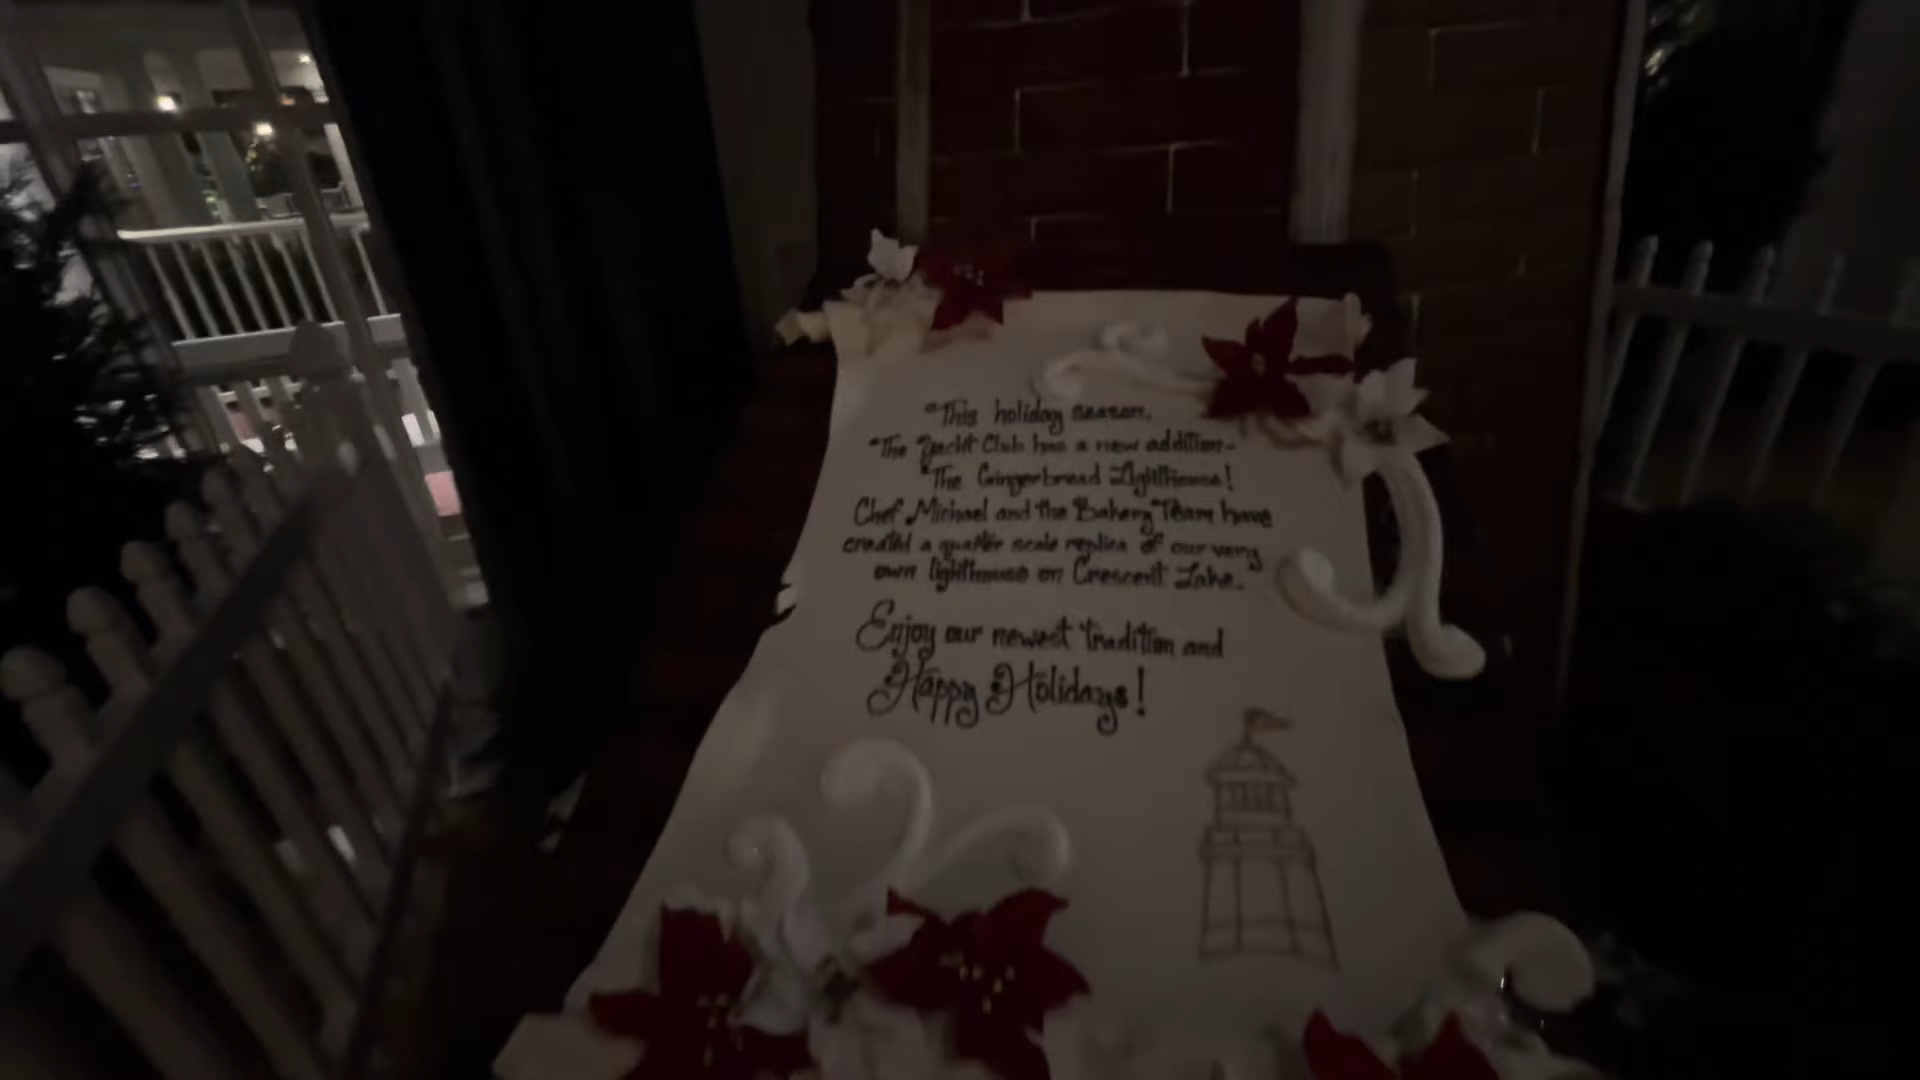 This holiday season,
The Yacht Club has a new addition-
The Gingerbread Lighthouse!
Chef Michael and the Bakery Team have
created a quarter scale replica of our very
own lighthouse on Crescent Lake.
Enjoy our newest tradition and
Happy Holidays!